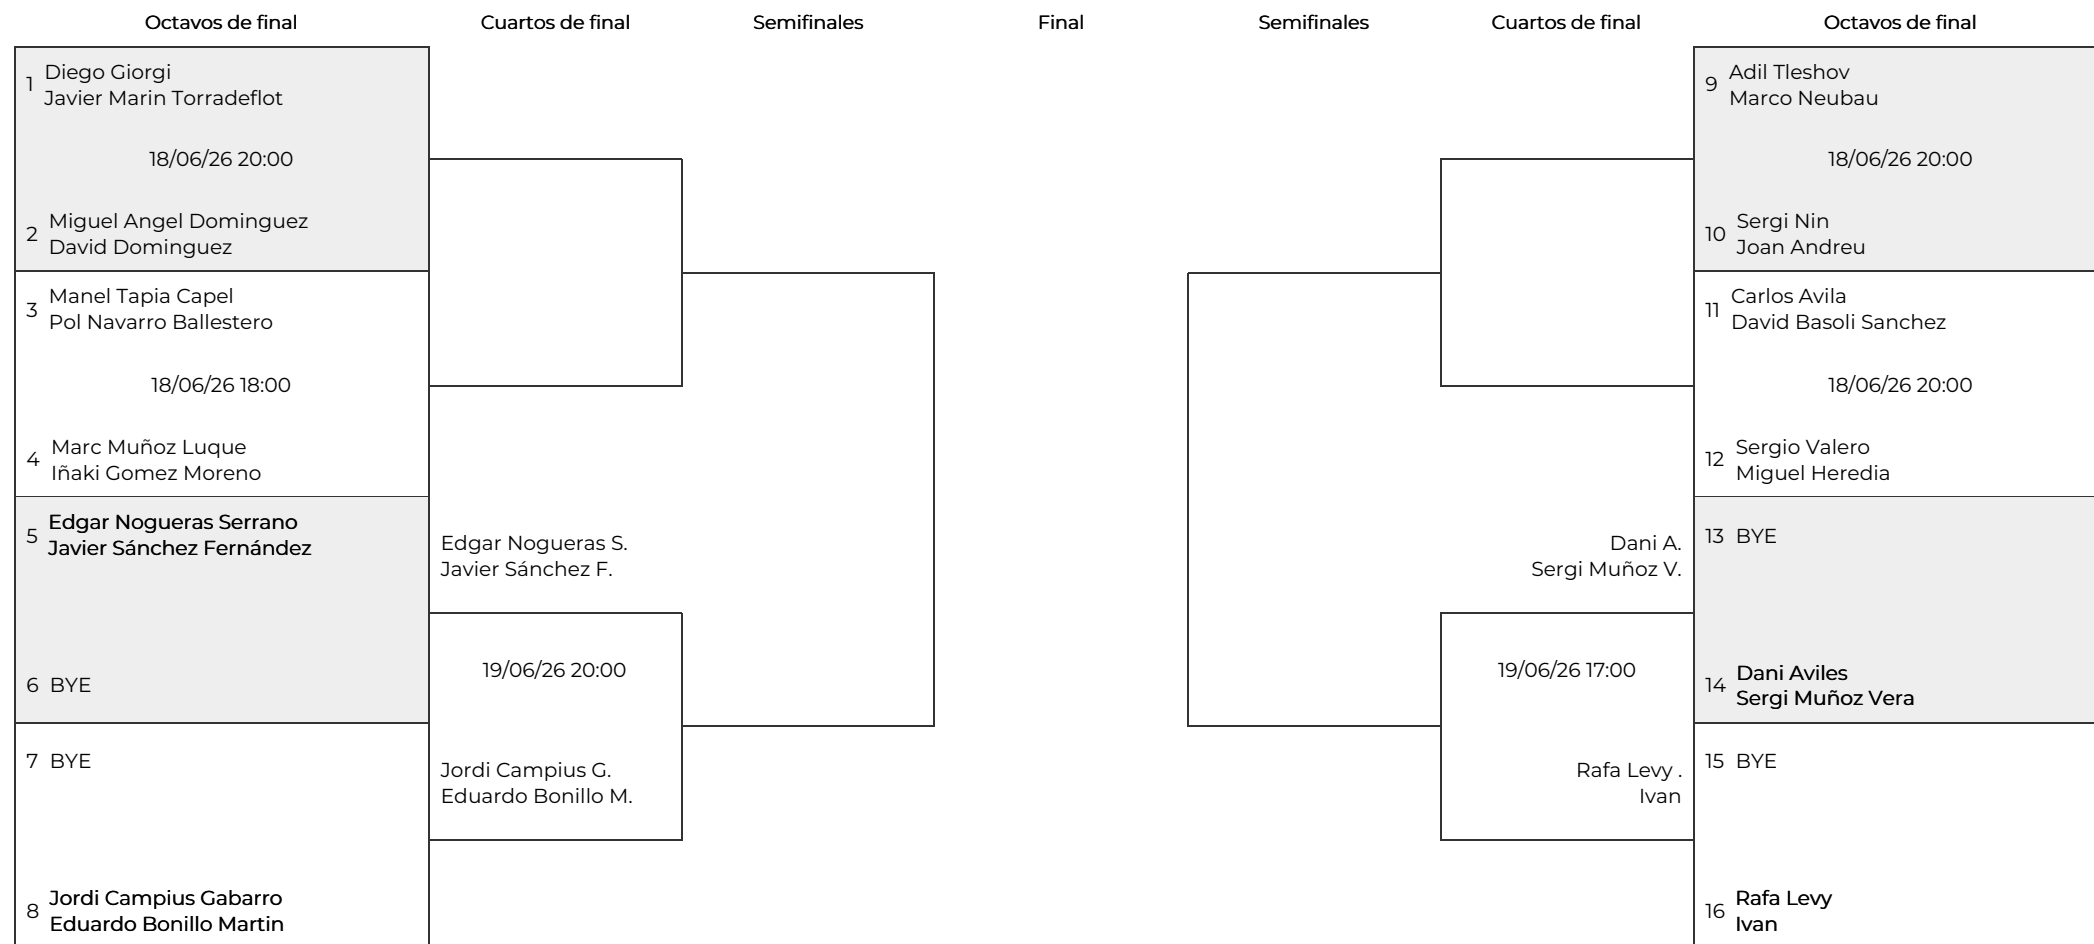 Octavos de final
Cuartos de final
Semifinales
Final
Semifinales
Cuartos de final
Octavos de final
1
Diego Giorgi
Javier Marin Torradeflot
18/06/26 20:00
2
Miguel Angel Dominguez
David Dominguez
3
Manel Tapia Capel
Pol Navarro Ballestero
18/06/26 18:00
4
Marc Muñoz Luque
Iñaki Gomez Moreno
5
Edgar Nogueras Serrano
Javier Sánchez Fernández
6 BYE
7 BYE
8
Jordi Campius Gabarro
Eduardo Bonillo Martin
Edgar Nogueras S.
Javier Sánchez F.
19/06/26 20:00
Jordi Campius G.
Eduardo Bonillo M.
Dani A.
Sergi Muñoz V.
19/06/26 17:00
Rafa Levy .
Ivan
9
Adil Tleshov
Marco Neubau
18/06/26 20:00
10
Sergi Nin
Joan Andreu
11
Carlos Avila
David Basoli Sanchez
18/06/26 20:00
12
Sergio Valero
Miguel Heredia
13 BYE
14
Dani Aviles
Sergi Muñoz Vera
15 BYE
16
Rafa Levy
Ivan